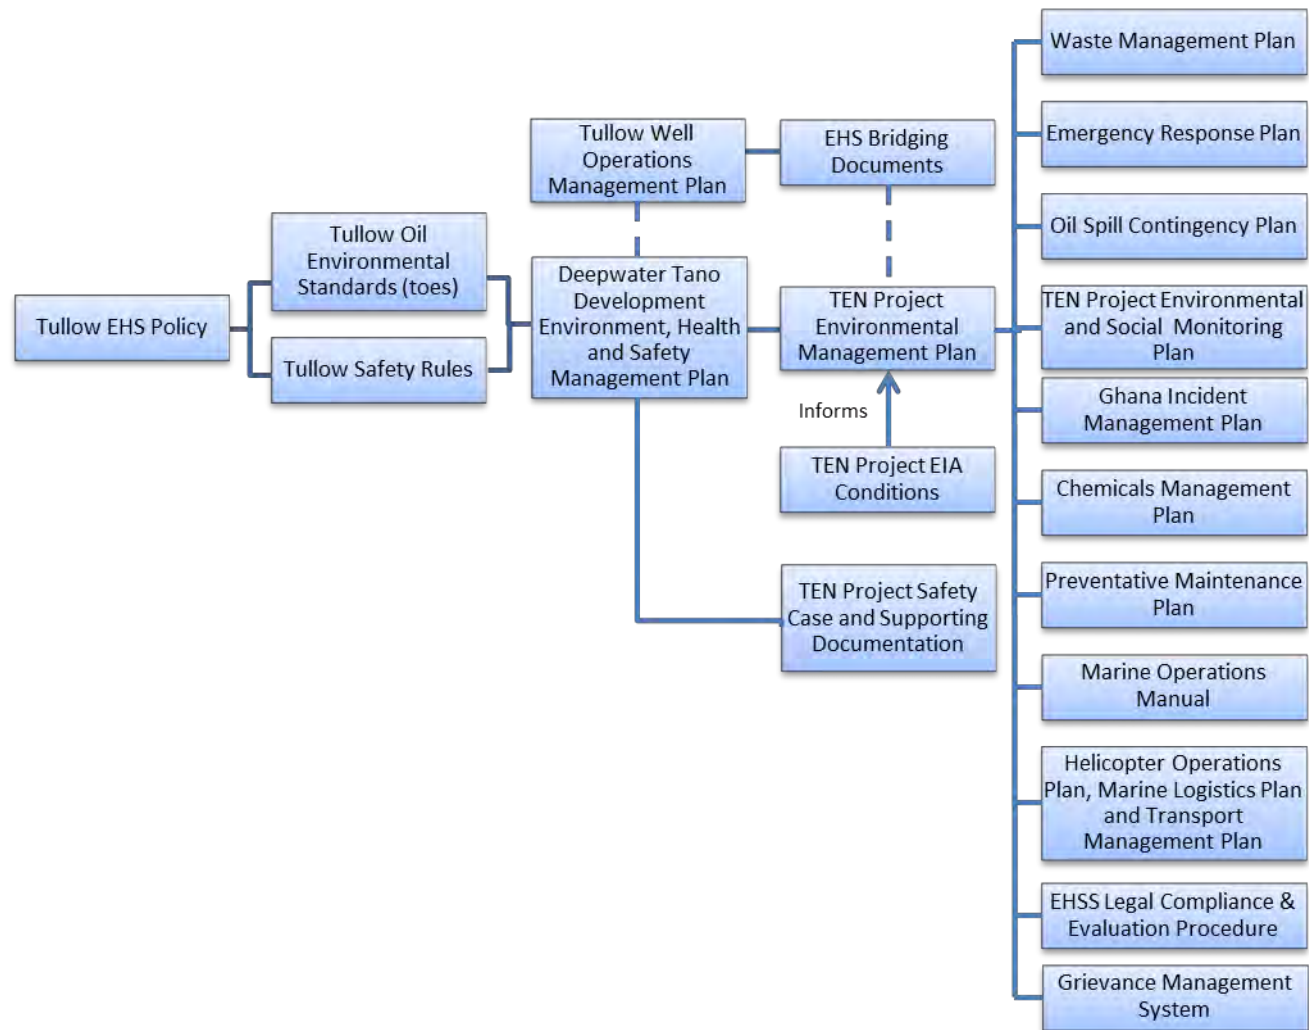 Tullow EHS Policy
Tullow Oil
Environmental
Standards (toes)
Tullow Safety Rules
Tullow Well
Operations
Management Plan
Deepwater Tano
Development
Environment, Health
and Safety
Management Plan
EHS Bridging
Documents
TEN Project
Environmental
Management Plan
Informs
TEN Project EIA
Conditions
TEN Project Safety
Case and Supporting
Documentation
Waste Management Plan
Emergency Response Plan
Oil Spill Contingency Plan
TEN Project Environmental
and Social Monitoring
Plan
Ghana Incident
Management Plan
Chemicals Management
Plan
Preventative Maintenance
Plan
Marine Operations
Manual
Helicopter Operations
Plan, Marine Logistics Plan
and Transport
Management Plan
EHSS Legal Compliance &
Evaluation Procedure
Grievance Management
System